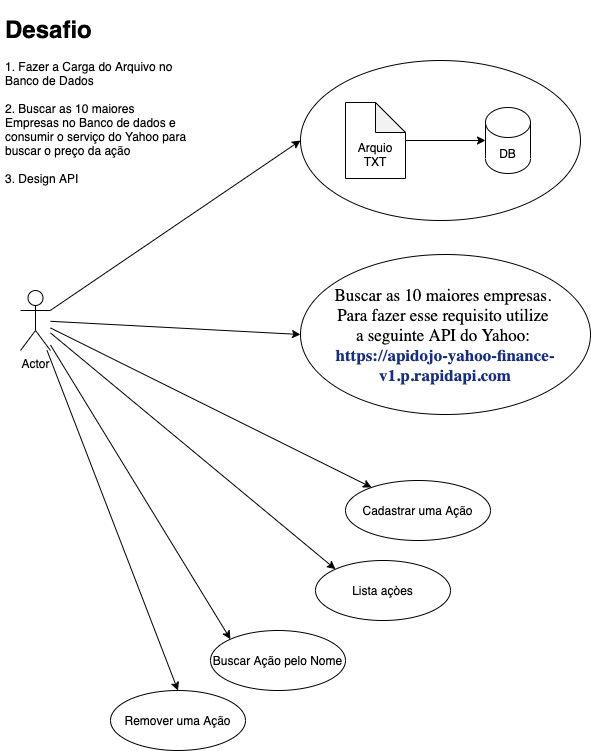 Desafio
1. Fazer a Carga do Arquivo no
Banco de Dados
2. Buscar as 10 maiores
Empresas no Banco de dados e
consumir o serviço do Yahoo para
buscar o preço da ação
3. Design API
Arquio
TXT
DB
Buscar as 10 maiores empresas.
Para fazer esse requisito utilize
a seguinte API do Yahoo:
https://apidojo-yahoo-finance-
v1.p.rapidapi.com
Actor
Cadastrar uma Ação
Lista açòes
Buscar Ação pelo Nome
Remover uma Ação